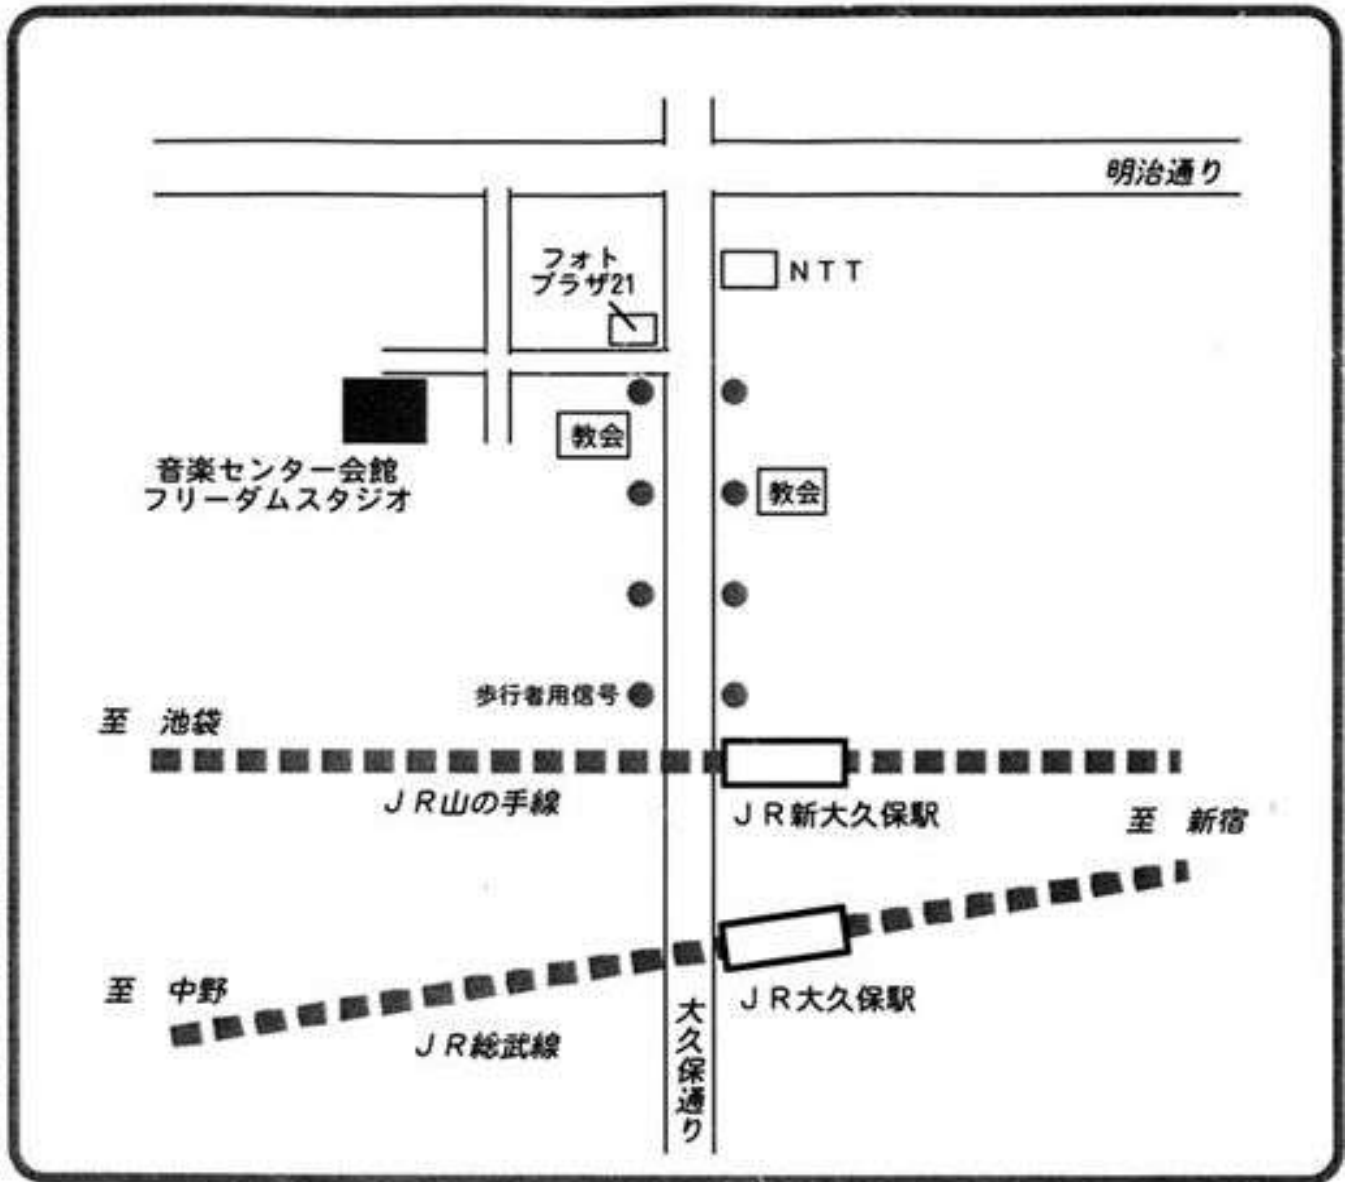 明治通り
フォト
プラザ21
ＮＴＴ
教会
音楽センター会館
フリーダムスタジオ
教会
歩行者用信号
至　池袋
ＪＲ山の手線
ＪＲ新大久保駅
至　新宿
至　中野
ＪＲ大久保駅
ＪＲ総武線
大久保通り